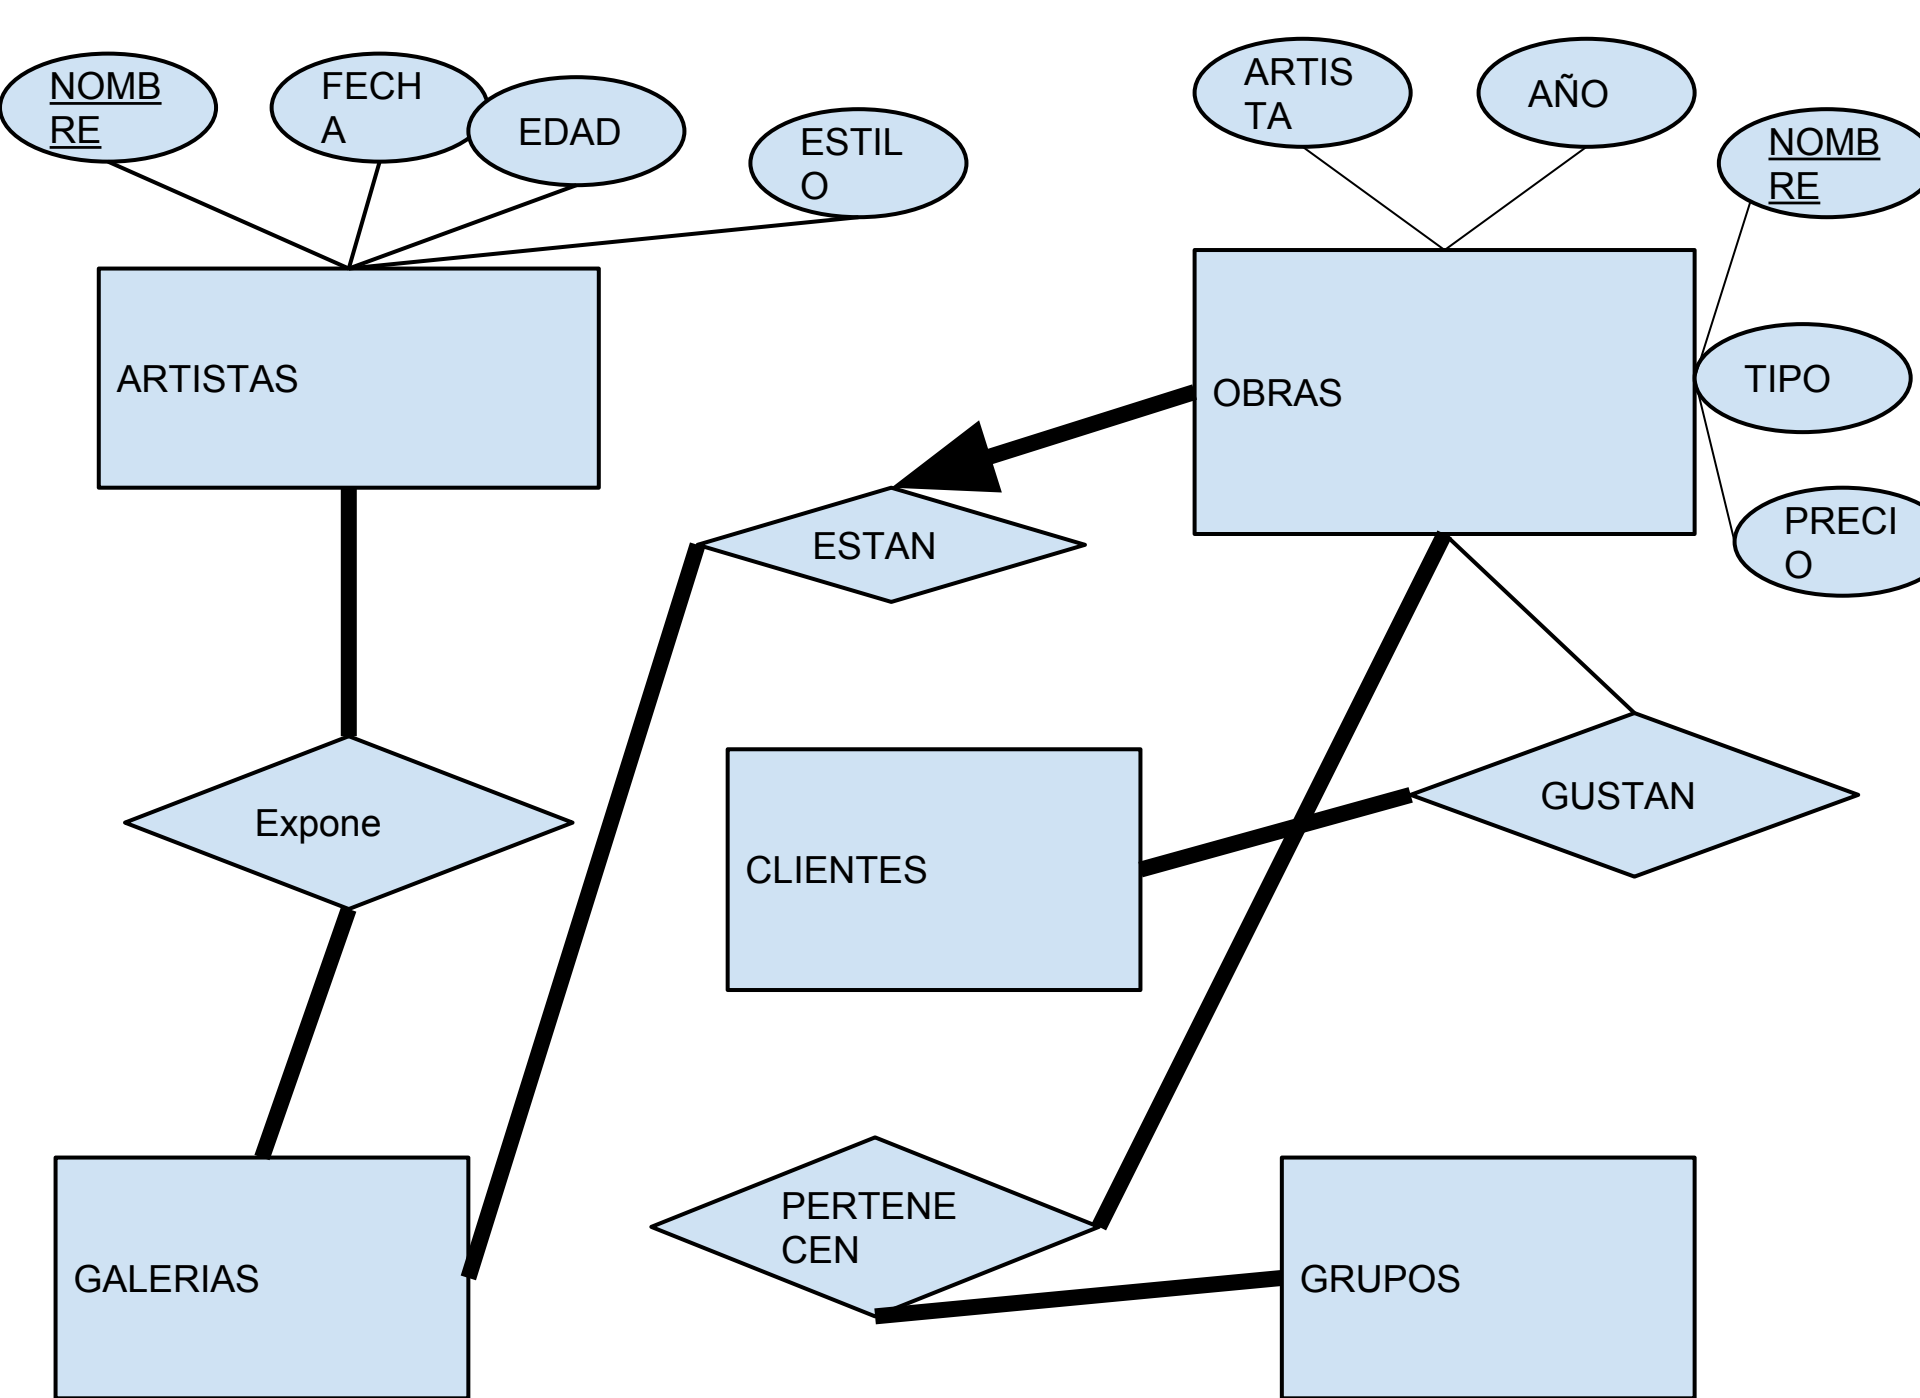 NOMB
RE
FECH
A
EDAD
ESTIL
O
ARTIS
TA
AÑO
NOMB
RE
ARTISTAS
OBRAS
TIPO
PRECI
O
ESTAN
Expone
GUSTAN
CLIENTES
PERTENE
CEN
GALERIAS
GRUPOS